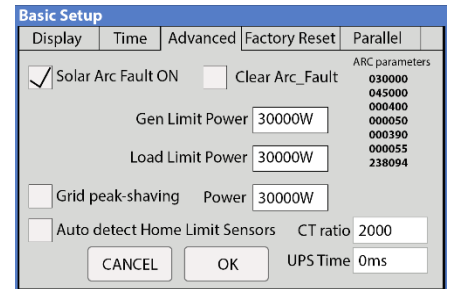 Basic Setup
Display Time Advanced Factory Reset Parallel
ARC parameters
Solar Arc Fault ON Clear Arc_Fault
030000
045000
000400
000050
000390
000055
238094
Gen Limit Power 30000W
Load Limit Power 30000W
Grid peak-shaving Power 30000W
Auto detect Home Limit Sensors CT ratio 2000
CANCEL OK UPS Time 0ms